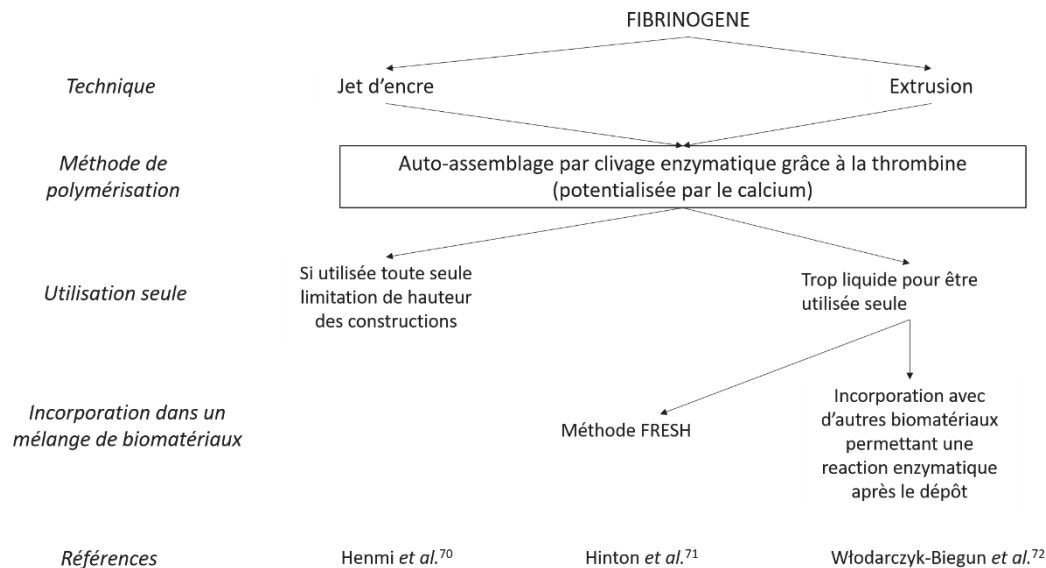 FIBRINOGENE
Technique
Jet d’encre
Extrusion
Méthode de
polymérisation
Auto-assemblage par clivage enzymatique grâce à la thrombine
(potentialisée par le calcium)
Utilisation seule
Si utilisée toute seule
limitation de hauteur
des constructions
Trop liquide pour être
utilisée seule
Incorporation dans un
mélange de biomatériaux
Méthode FRESH
Incorporation avec
d’autres biomatériaux
permettant une
reaction enzymatique
après le dépôt
Références
Henmi et al.70
Hinton et al.71
Włodarczyk-Biegun et al.72